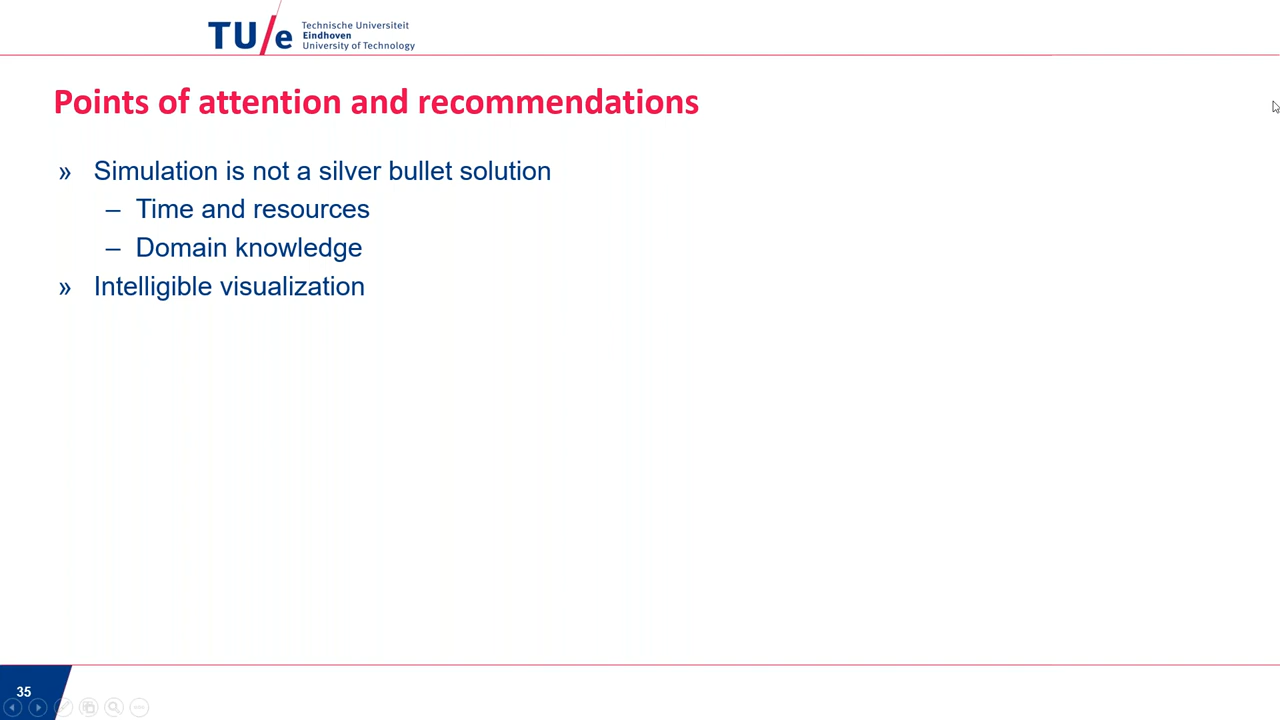 TU/e
Technische Universiteit
Eindhoven
University of Technology
Points of attention and recommendations
» Simulation is not a silver bullet solution
– Time and resources
– Domain knowledge
» Intelligible visualization
35